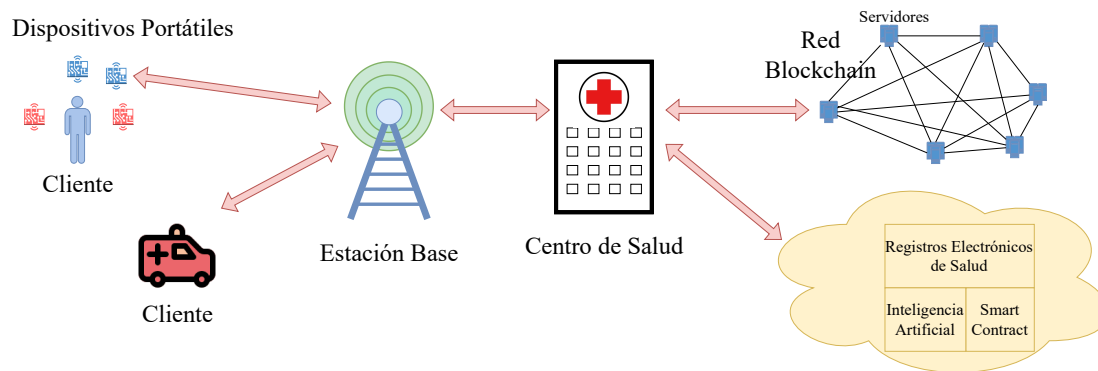 Dispositivos Portátiles
Cliente
Cliente
Estación Base
Centro de Salud
Servidores
Red
Blockchain
Registros Electrónicos
de Salud
Inteligencia
Artificial
Smart
Contract